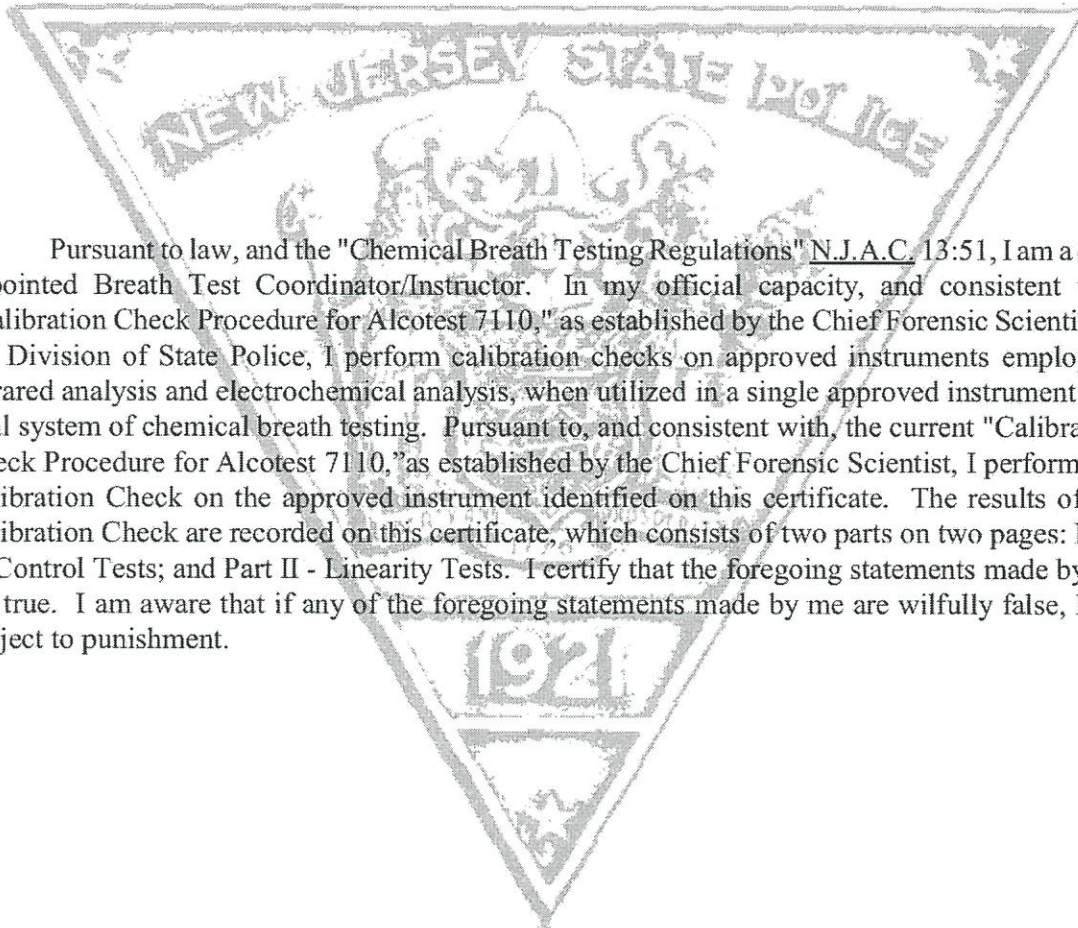 NEW JERSEY STATE POLICE
Pursuant to law, and the "Chemical Breath Testing Regulations" N.J.A.C. 13:51, I am a
ointed Breath Test Coordinator/Instructor. In my official capacity, and consistent
alibration Check Procedure for Alcotest 7110," as established by the Chief Forensic Scienti
Division of State Police, I perform calibration checks on approved instruments emplo
rared analysis and electrochemical analysis, when utilized in a single approved instrument
l system of chemical breath testing. Pursuant to, and consistent with, the current "Calibra
eck Procedure for Alcotest 7110,"as established by the Chief Forensic Scientist, I perform
libration Check on the approved instrument identified on this certificate. The results of
libration Check are recorded on this certificate, which consists of two parts on two pages:
Control Tests; and Part II - Linearity Tests. I certify that the foregoing statements made by
true. I am aware that if any of the foregoing statements made by me are wilfully false,
ject to punishment.
1921